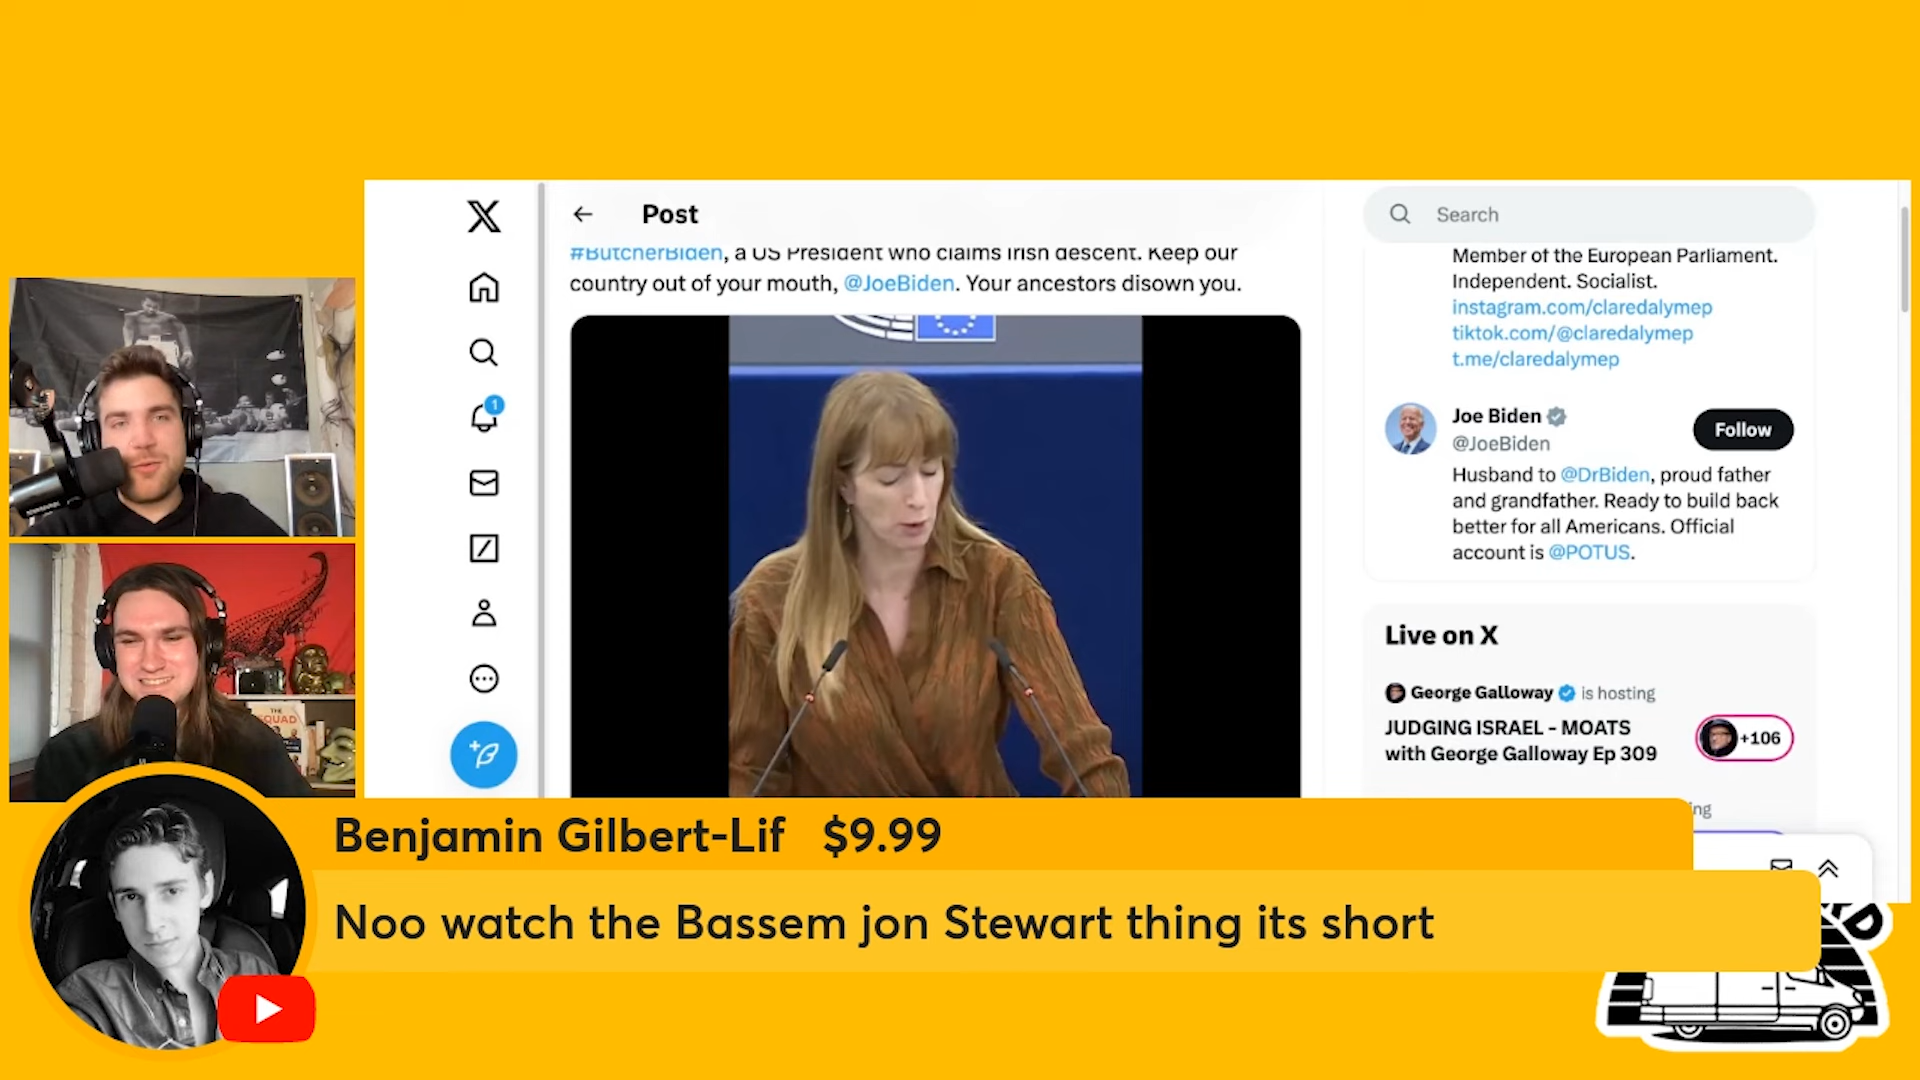 Post
Search
#ButcherBiden, a US President who claims Irish descent. Keep our
country out of your mouth, @JoeBiden. Your ancestors disown you.
Member of the European Parliament.
Independent. Socialist.
instagram.com/claredalymep
tiktok.com/@claredalymep
t.me/claredalymep
1
Joe Biden
@JoeBiden
Follow
Husband to @DrBiden, proud father
and grandfather. Ready to build back
better for all Americans. Official
account is @POTUS.
Live on X
George Galloway is hosting
JUDGING ISRAEL - MOATS
with George Galloway Ep 309
+106
THE
SQUAD
Benjamin Gilbert-Lif $9.99
Noo watch the Bassem jon Stewart thing its short